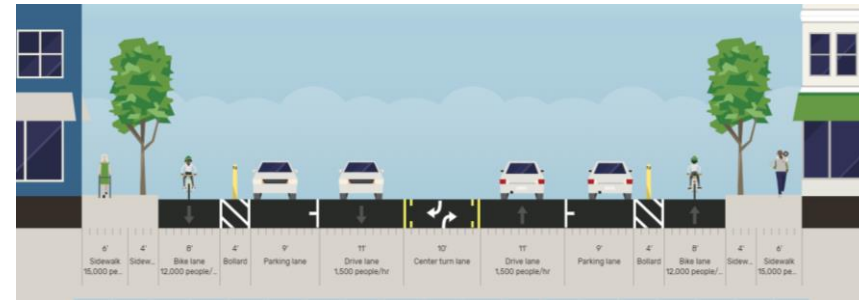 6'
Sidewalk
15,000 pe...
4'
Sidew...
8'
Bike lane
12,000 people/...
4'
Bollard
9'
Parking lane
11'
Drive lane
1,500 people/hr
10'
Center turn lane
11'
Drive lane
1,500 people/hr
9'
Parking lane
4'
Bollard
8'
Bike lane
12,000 people/...
4'
Sidew...
6'
Sidewalk
15,000 pe...